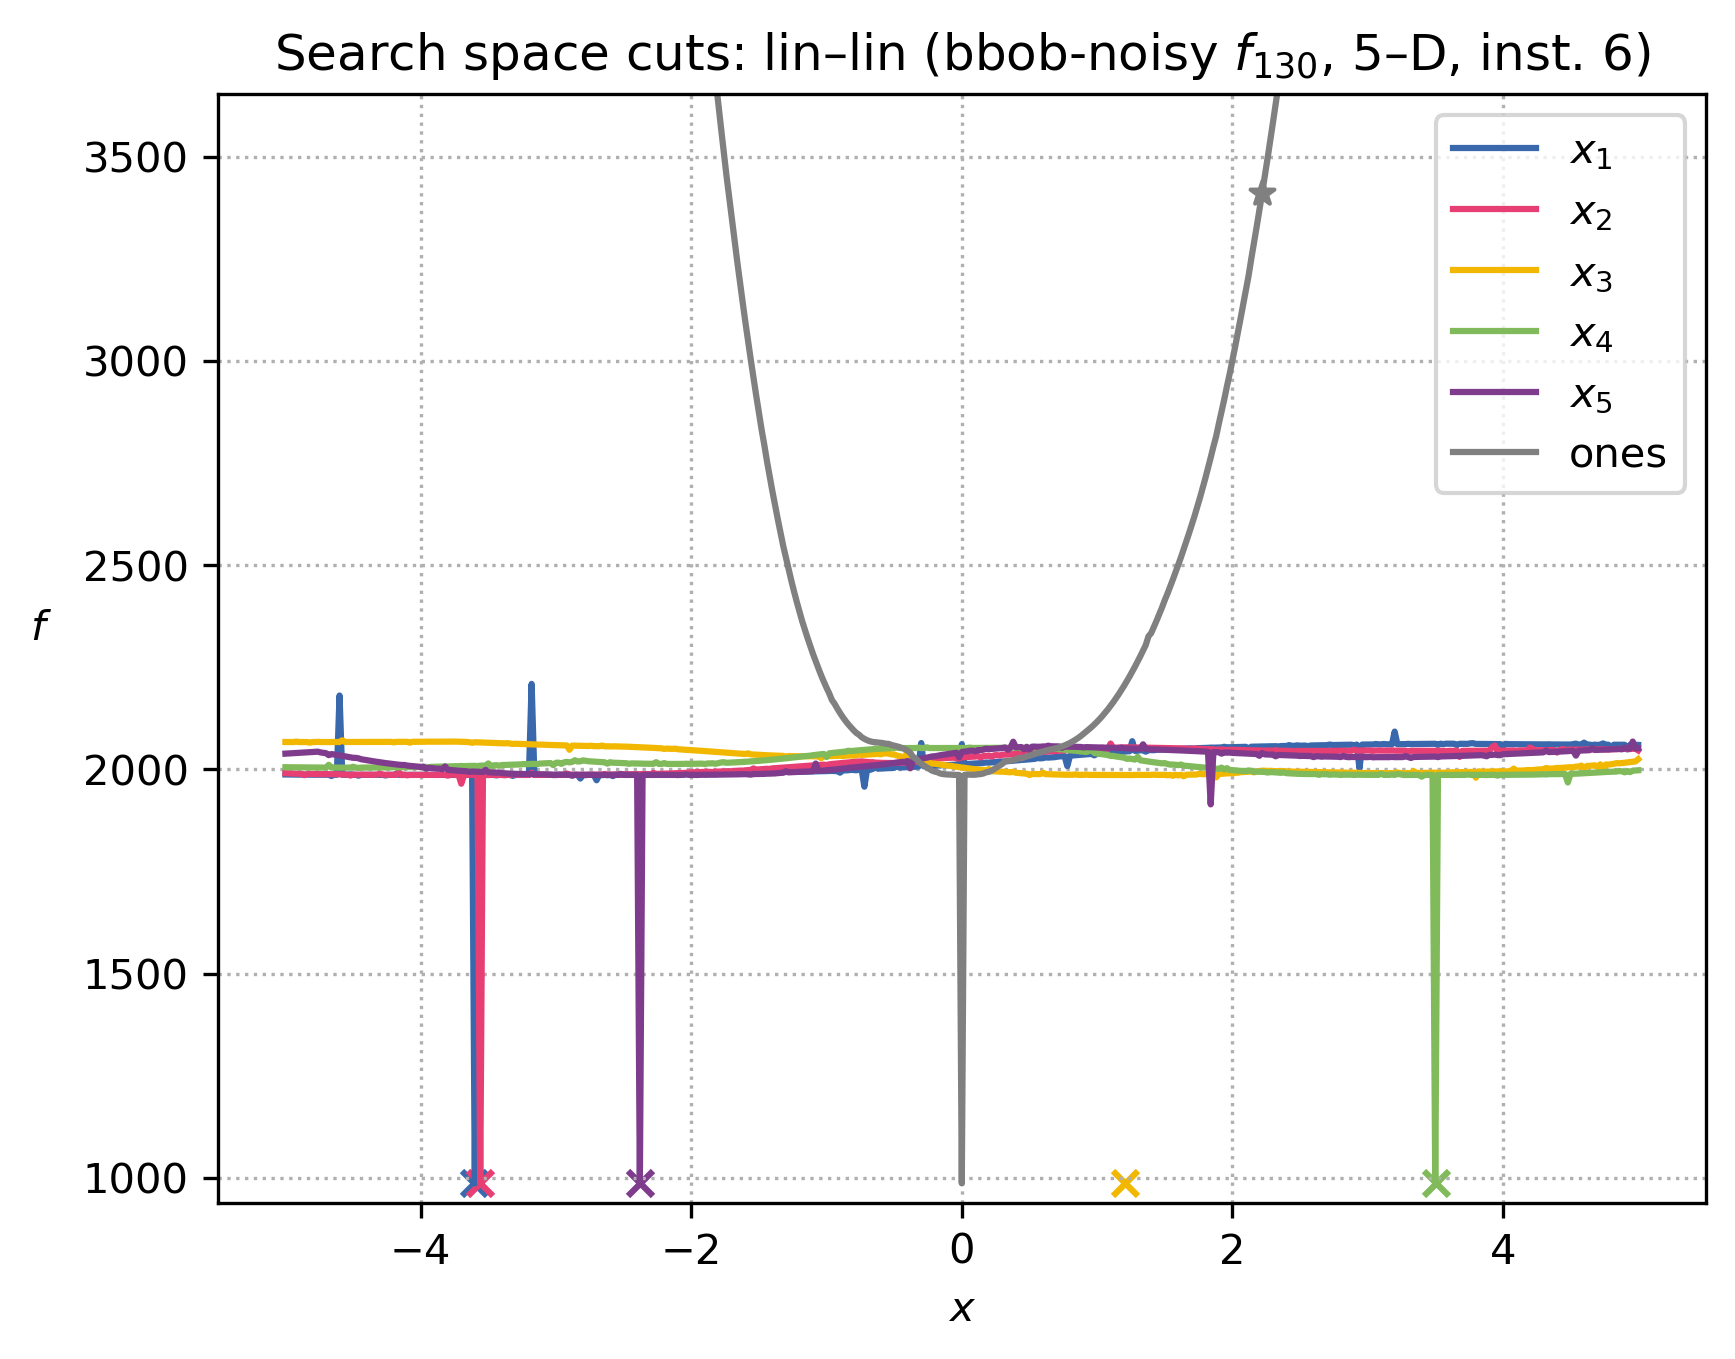 Search space cuts: lin–lin (bbob-noisy f₁₃₀, 5–D, inst. 6)
3500
3000
2500
2000
1500
1000
f
x₁
x₂
x₃
x₄
x₅
ones
−4
−2
0
2
4
x